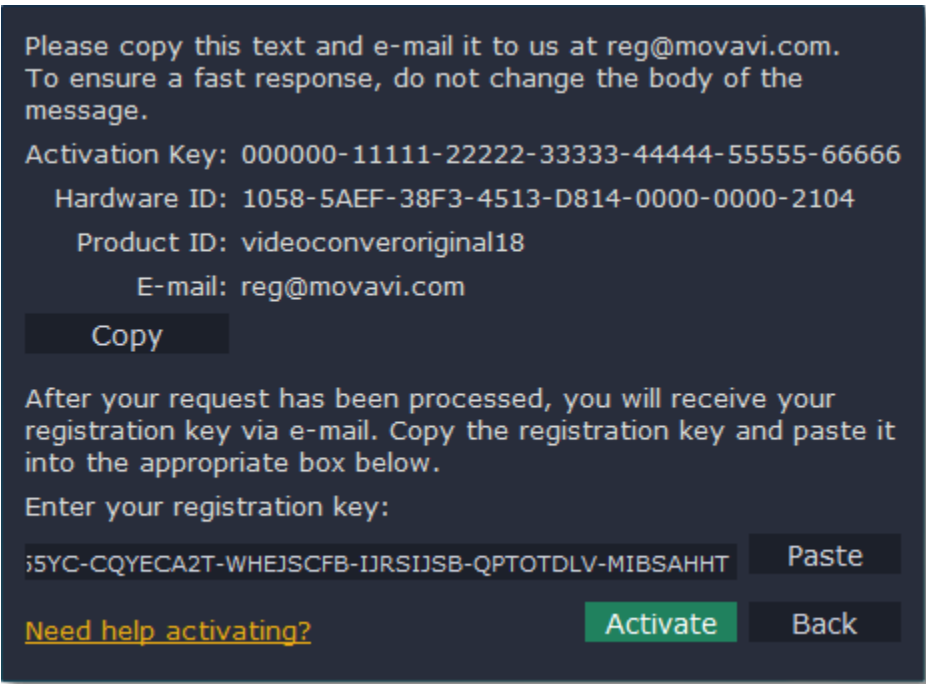 Please copy this text and e-mail it to us at reg@movavi.com.
To ensure a fast response, do not change the body of the
message.
Activation Key: 000000-11111-22222-33333-44444-55555-66666
Hardware ID: 1058-5AEF-38F3-4513-D814-0000-0000-2104
Product ID: videoconveroriginal18
E-mail: reg@movavi.com
Copy
After your request has been processed, you will receive your
registration key via e-mail. Copy the registration key and paste it
into the appropriate box below.
Enter your registration key:
55YC-CQYECA2T-WHEJSCFB-IJRSIJSB-QPTOTDLV-MIBSAHHT Paste
Need help activating? Activate Back